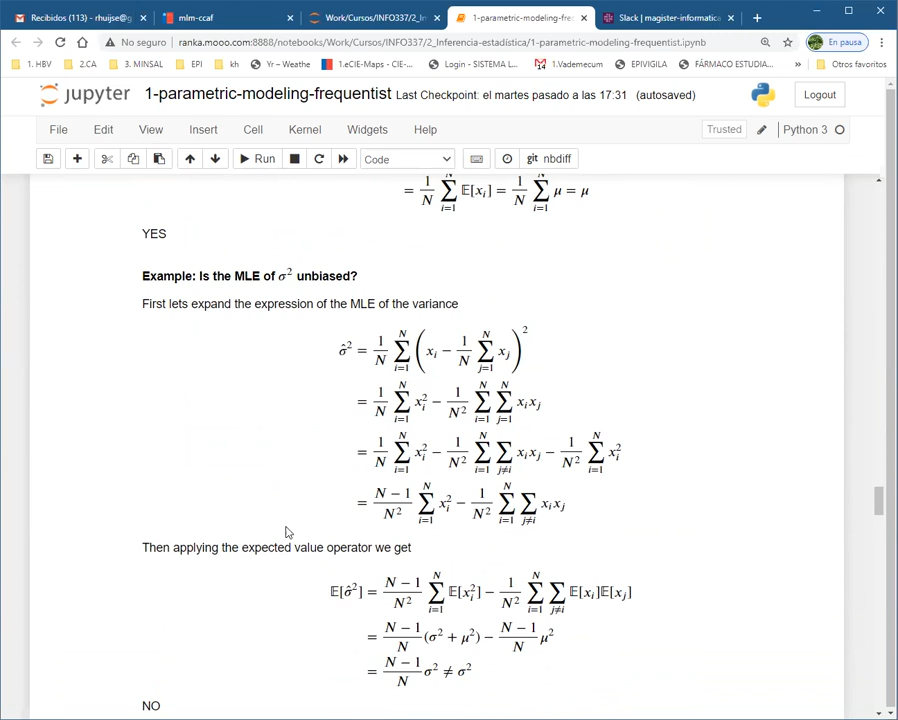 Recibidos (113) - rhuijse@g
mlm-ccaf
Work/Cursos/INFO337/2_In
1-parametric-modeling-fre
Slack | magister-informatica
No seguro
ranka.mooo.com:8888/notebooks/Work/Cursos/INFO337/2_Inferencia-estadística/1-parametric-modeling-frequentist.ipynb
En pausa
1. HBV
2.CA
3. MINSAL
EPI
kh
Yr – Weathe
1.eCIE-Maps - CIE-...
Login - SISTEMA L...
1.Vademecum
EPIVIGILA
FÁRMACO ESTUDIA...
»
Otros favoritos
jupyter 1-parametric-modeling-frequentist Last Checkpoint: el martes pasado a las 17:31 (autosaved)
Logout
File Edit View Insert Cell Kernel Widgets Help
Trusted
Python 3
Run
Code
git nbdiff
= 1/N ∑_{i=1}^{N} 𝔼[x_i] = 1/N ∑_{i=1}^{N} μ = μ
YES
Example: Is the MLE of σ² unbiased?
First lets expand the expression of the MLE of the variance
σ̂² = 1/N ∑_{i=1}^{N} (x_i − 1/N ∑_{j=1}^{N} x_j)²
= 1/N ∑_{i=1}^{N} x_i² − 1/N² ∑_{i=1}^{N} ∑_{j=1}^{N} x_i x_j
= 1/N ∑_{i=1}^{N} x_i² − 1/N² ∑_{i=1}^{N} ∑_{j≠i} x_i x_j − 1/N² ∑_{i=1}^{N} x_i²
= (N − 1)/N² ∑_{i=1}^{N} x_i² − 1/N² ∑_{i=1}^{N} ∑_{j≠i} x_i x_j
Then applying the expected value operator we get
𝔼[σ̂²] = (N − 1)/N² ∑_{i=1}^{N} 𝔼[x_i²] − 1/N² ∑_{i=1}^{N} ∑_{j≠i} 𝔼[x_i]𝔼[x_j]
= (N − 1)/N (σ² + μ²) − (N − 1)/N μ²
= (N − 1)/N σ² ≠ σ²
NO